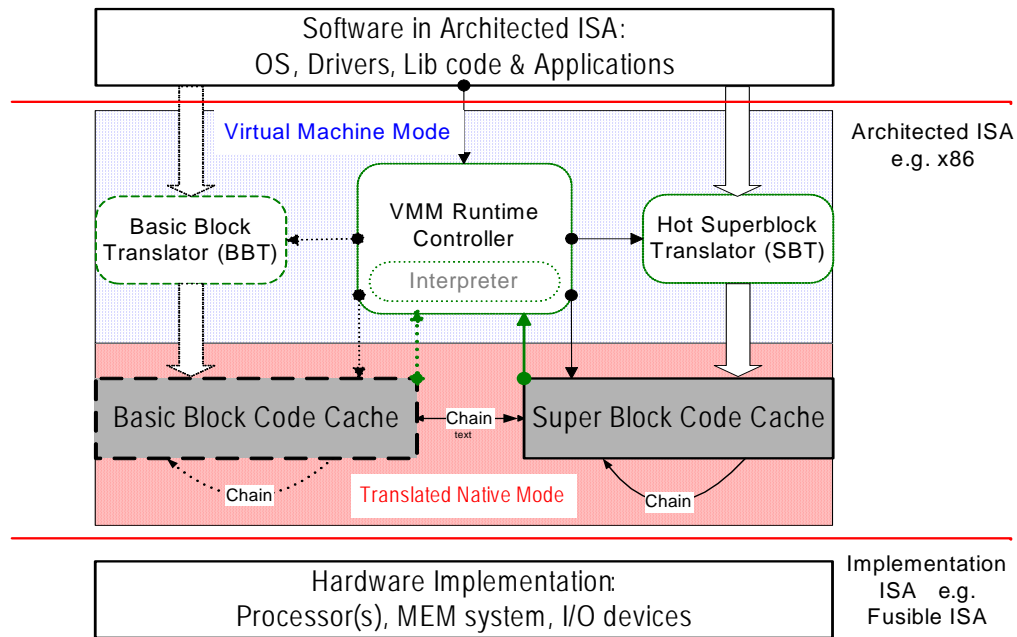 Software in Architected ISA:
OS, Drivers, Lib code & Applications
Virtual Machine Mode
Architected ISA
e.g. x86
Basic Block
Translator (BBT)
VMM Runtime
Controller
Interpreter
Hot Superblock
Translator (SBT)
Basic Block Code Cache
Chain
text
Super Block Code Cache
Chain
Translated Native Mode
Chain
Hardware Implementation:
Processor(s), MEM system, I/O devices
Implementation
ISA e.g.
Fusible ISA